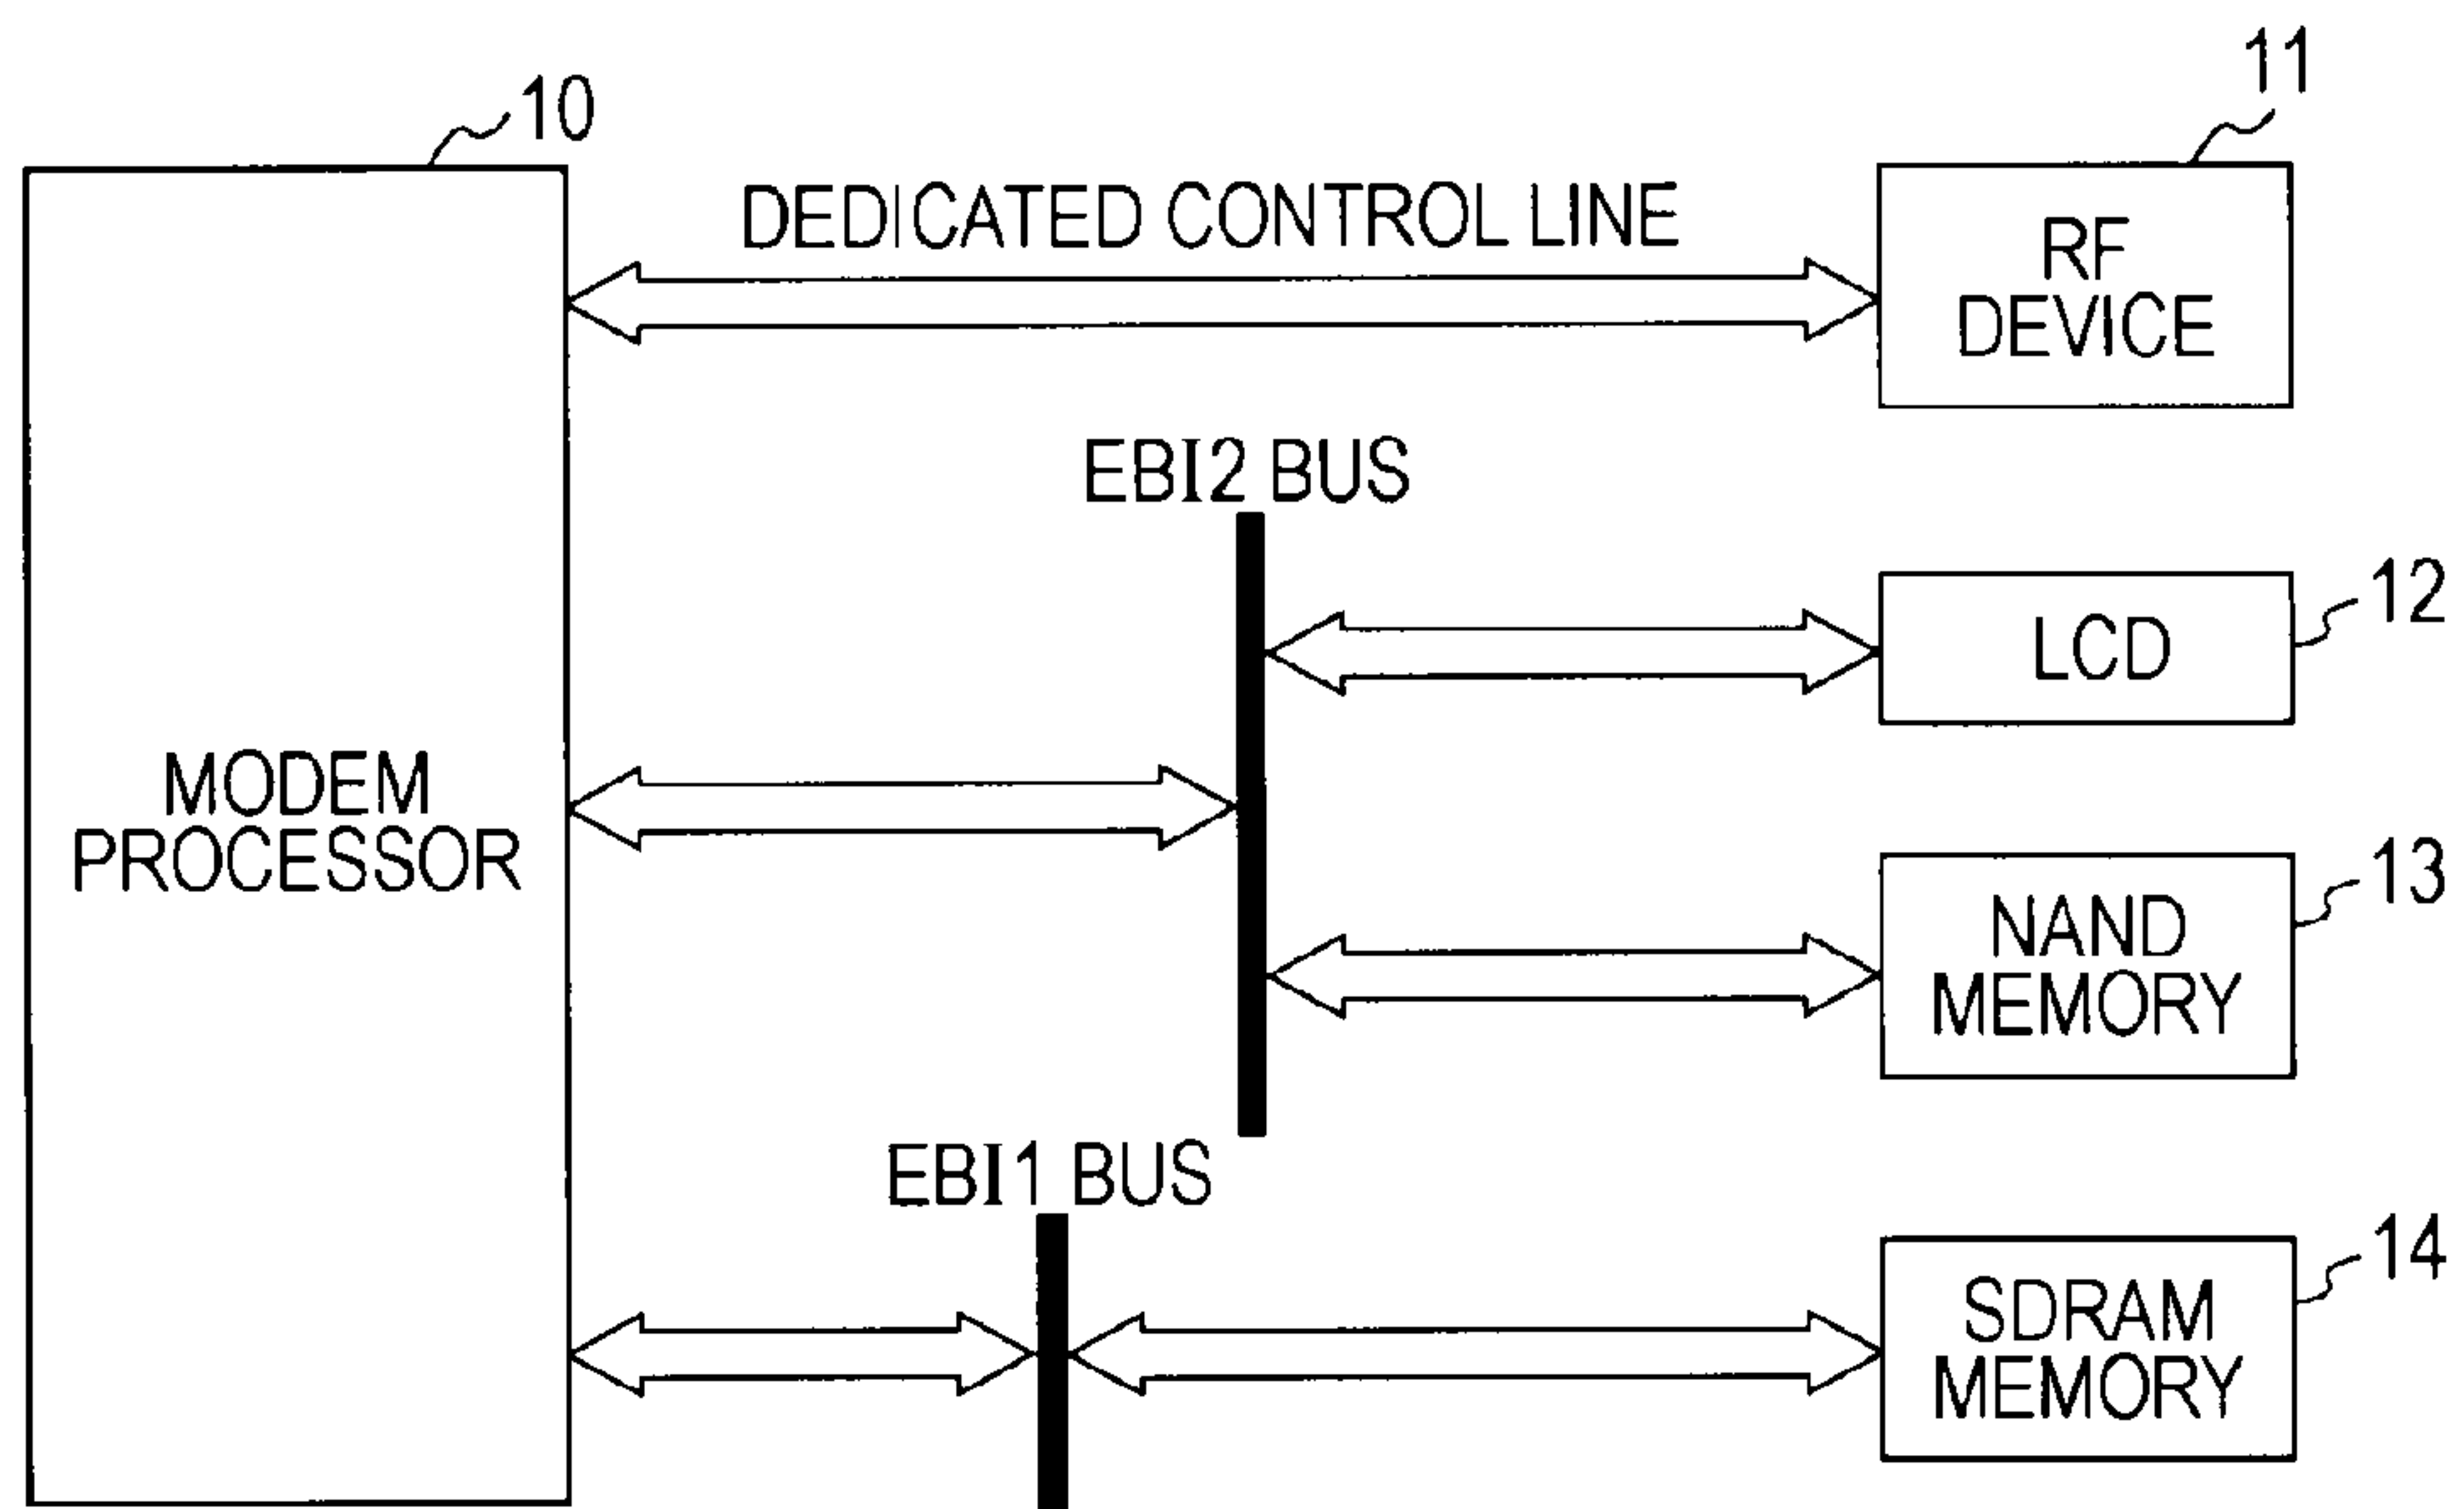 10
11
DEDICATED CONTROL LINE
RF
DEVICE
EBI2 BUS
12
LCD
MODEM
PROCESSOR
13
NAND
MEMORY
EBI1 BUS
14
SDRAM
MEMORY